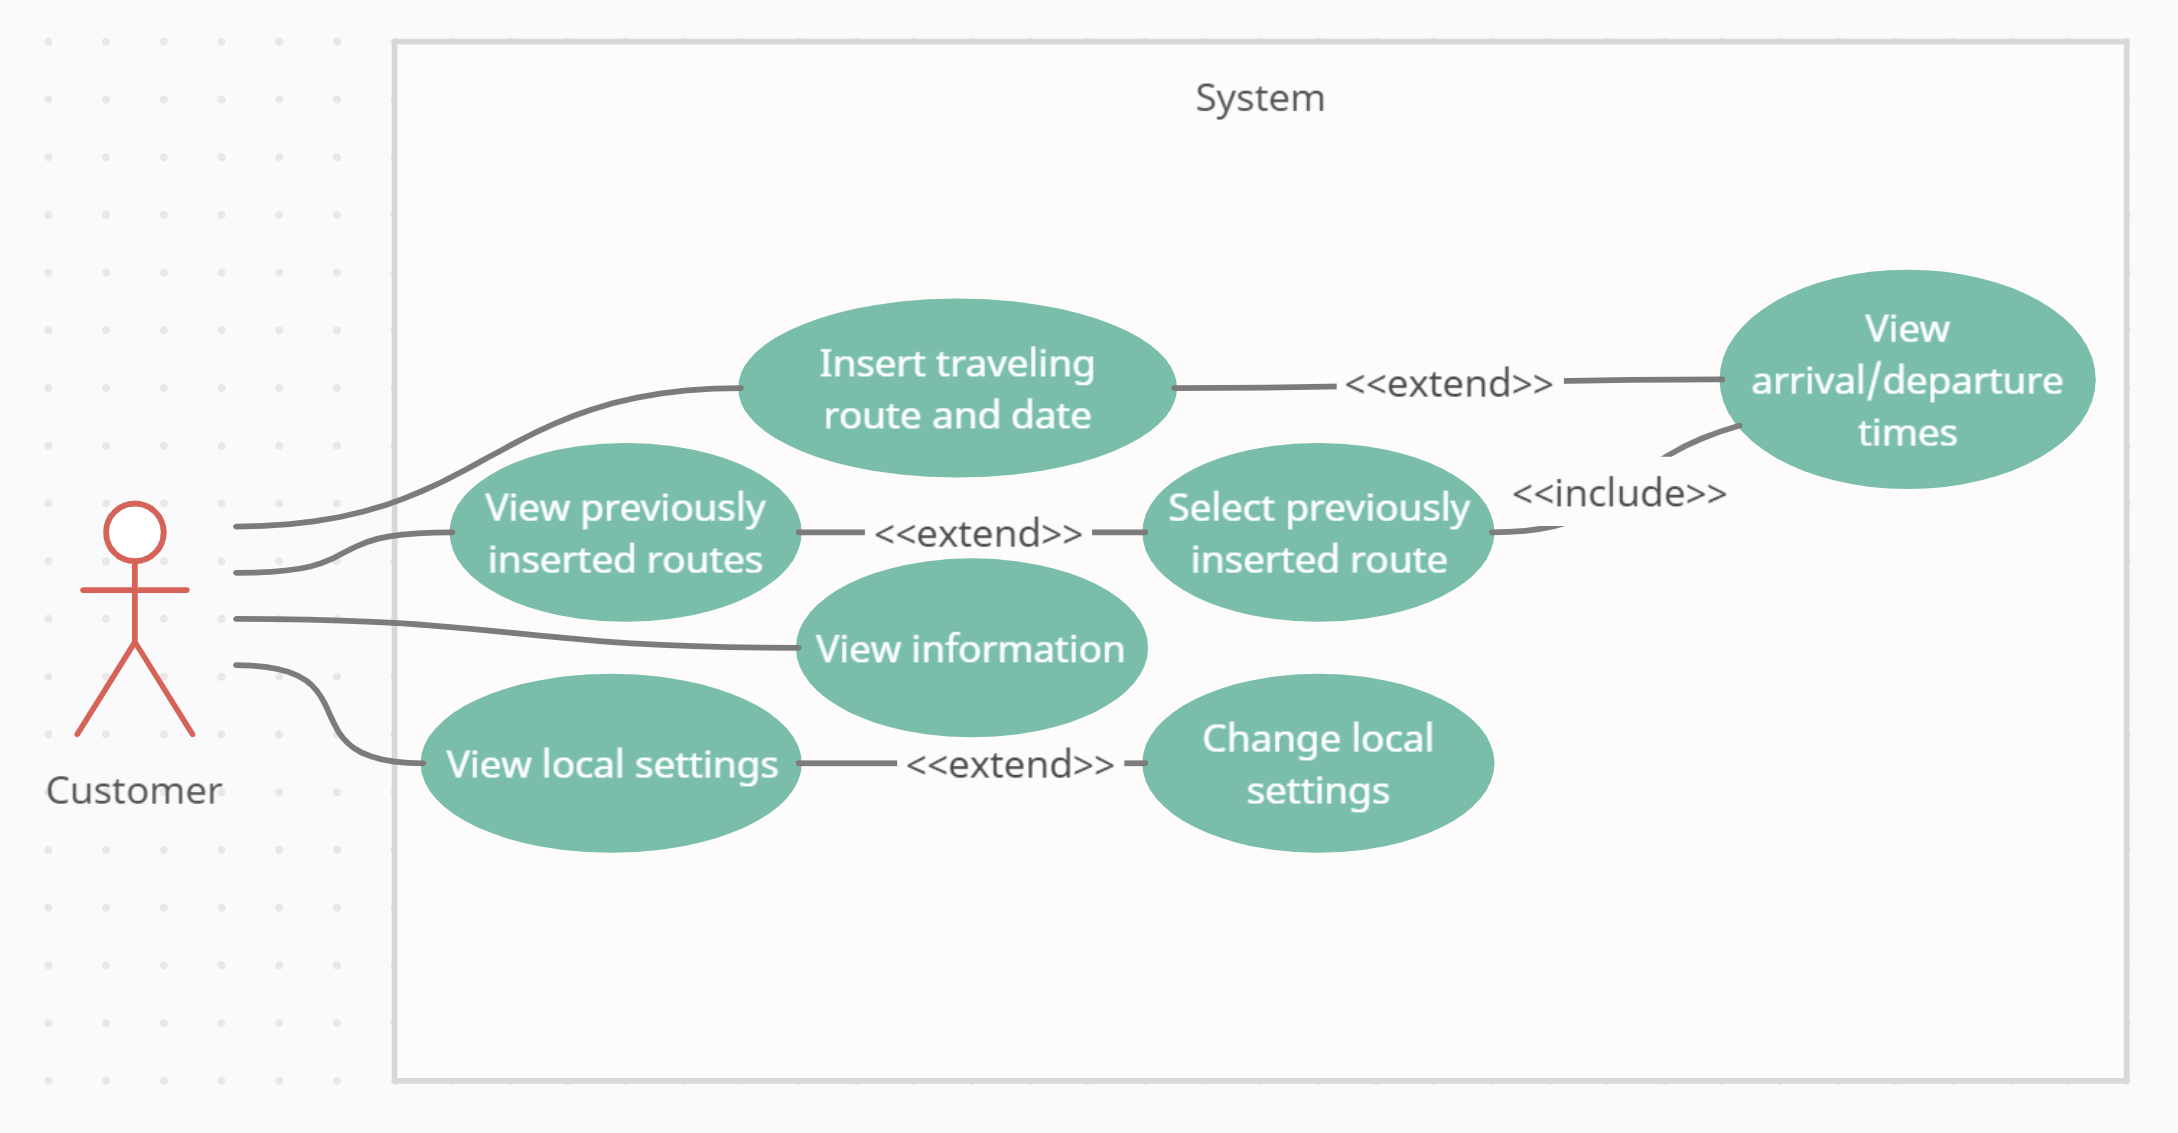 System
Insert traveling
route and date
<<extend>>
View
arrival/departure
times
View previously
inserted routes
<<extend>>
Select previously
inserted route
<<include>>
View information
View local settings
<<extend>>
Change local
settings
Customer